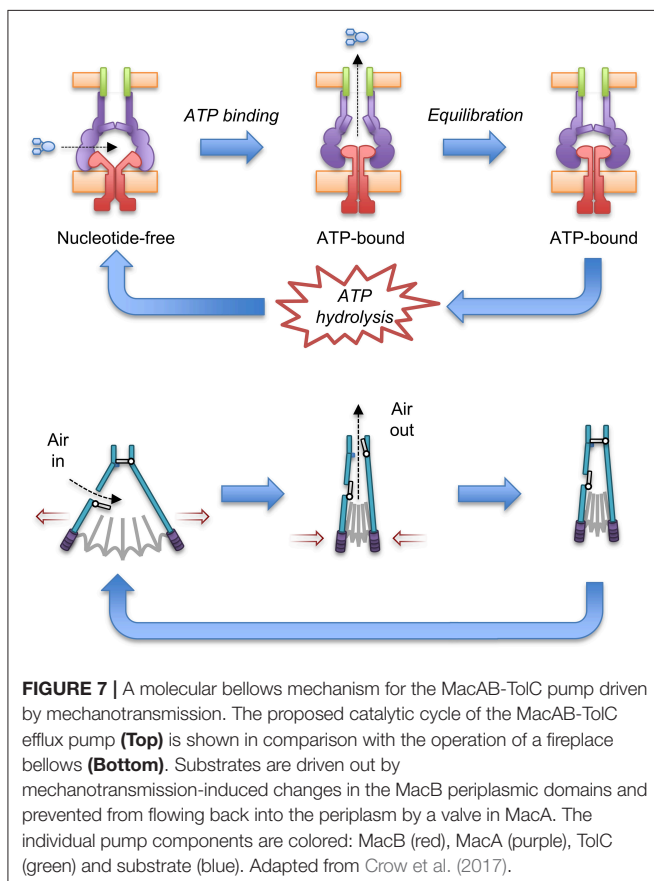 ATP binding
Equilibration
Nucleotide-free
ATP-bound
ATP-bound
ATP
hydrolysis
Air
in
Air
out
FIGURE 7 | A molecular bellows mechanism for the MacAB-TolC pump driven
by mechanotransmission. The proposed catalytic cycle of the MacAB-TolC
efflux pump (Top) is shown in comparison with the operation of a fireplace
bellows (Bottom). Substrates are driven out by
mechanotransmission-induced changes in the MacB periplasmic domains and
prevented from flowing back into the periplasm by a valve in MacA. The
individual pump components are colored: MacB (red), MacA (purple), TolC
(green) and substrate (blue). Adapted from Crow et al. (2017).